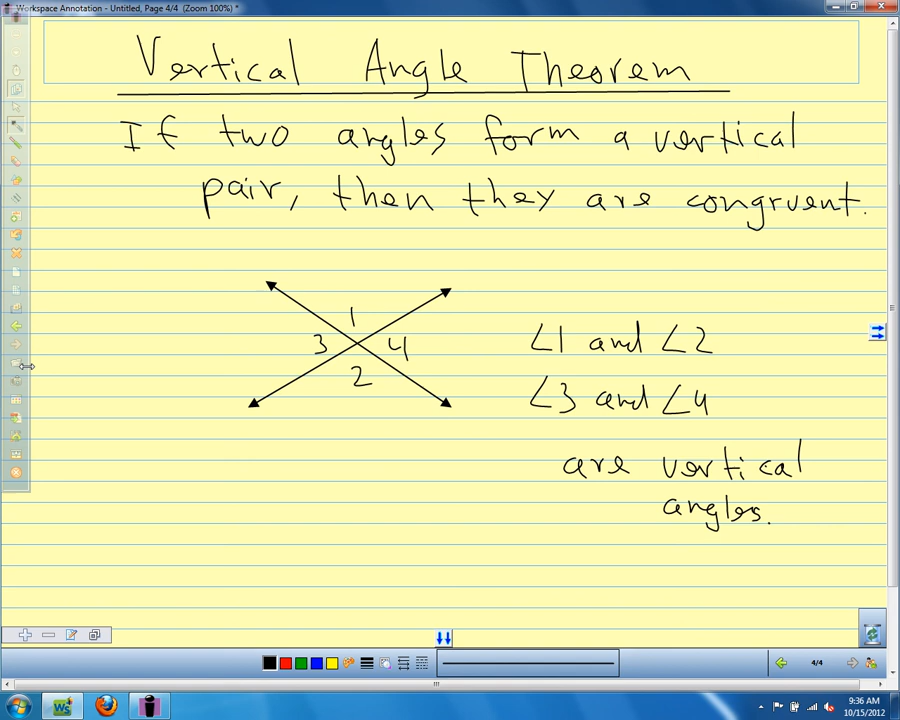 Workspace Annotation - Untitled, Page 4/4 (Zoom 100%) *
Vertical Angle Theorem
If two angles form a vertical
pair, then they are congruent.
1
3 4
2
∠1 and ∠2
∠3 and ∠4
are vertical
angles.
4/4
9:36 AM
10/15/2012